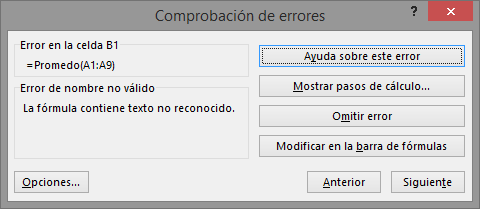 Comprobación de errores
Error en la celda B1
=Promedo(A1:A9)
Error de nombre no válido
La fórmula contiene texto no reconocido.
Ayuda sobre este error
Mostrar pasos de cálculo...
Omitir error
Modificar en la barra de fórmulas
Opciones...
Anterior
Siguiente